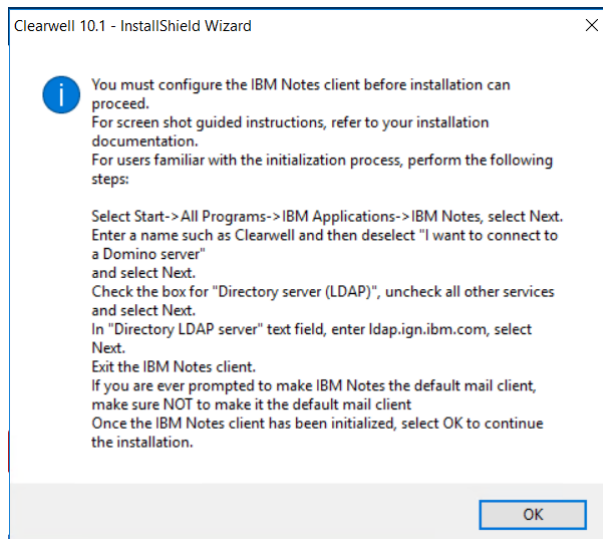 Clearwell 10.1 - InstallShield Wizard
You must configure the IBM Notes client before installation can
proceed.
For screen shot guided instructions, refer to your installation
documentation.
For users familiar with the initialization process, perform the following
steps:
Select Start->All Programs->IBM Applications->IBM Notes, select Next.
Enter a name such as Clearwell and then deselect "I want to connect to
a Domino server"
and select Next.
Check the box for "Directory server (LDAP)", uncheck all other services
and select Next.
In "Directory LDAP server" text field, enter ldap.ign.ibm.com, select
Next.
Exit the IBM Notes client.
If you are ever prompted to make IBM Notes the default mail client,
make sure NOT to make it the default mail client
Once the IBM Notes client has been initialized, select OK to continue
the installation.
OK